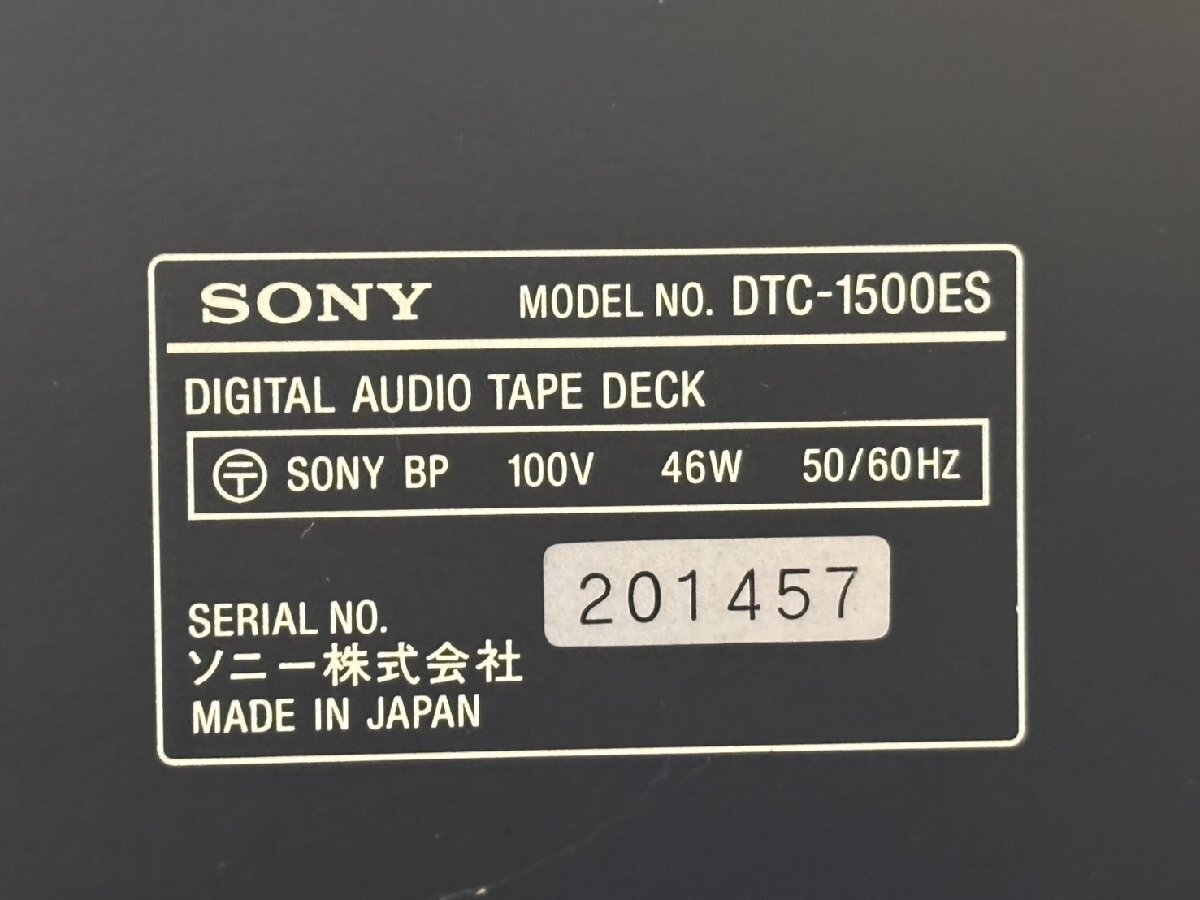 SONY MODEL NO. DTC-1500ES
DIGITAL AUDIO TAPE DECK
〒 SONY BP 100V 46W 50/60Hz
201457
SERIAL NO.
ソニー株式会社
MADE IN JAPAN